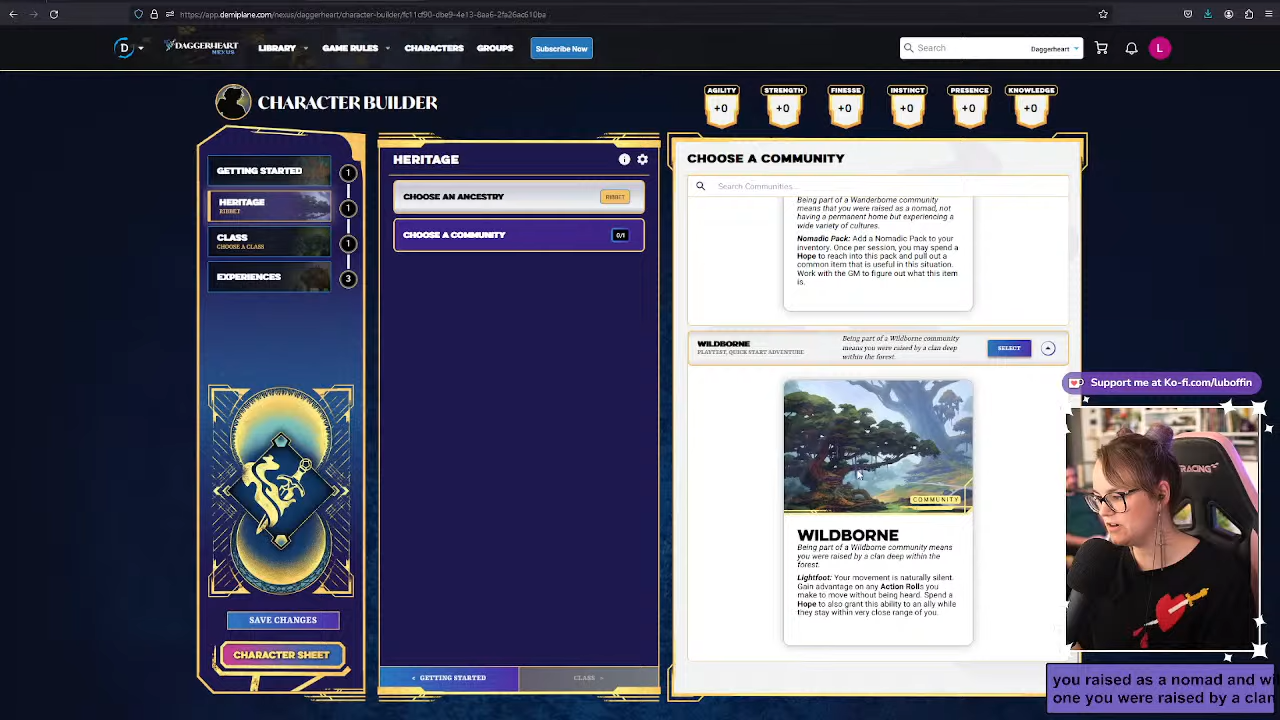 https://app.demiplane.com/nexus/daggerheart/character-builder/fc11cf90-dbe9-4e13-8aa6-2fa26ac610ba
D
DAGGERHEART
NEXUS
LIBRARY
GAME RULES
CHARACTERS
GROUPS
Subscribe Now
Search
Daggerheart
L
CHARACTER BUILDER
AGILITY
STRENGTH
FINESSE
INSTINCT
PRESENCE
KNOWLEDGE
+0
+0
+0
+0
+0
+0
GETTING STARTED
1
HERITAGE
RIBBET
1
CLASS
CHOOSE A CLASS
1
EXPERIENCES
3
SAVE CHANGES
CHARACTER SHEET
HERITAGE
CHOOSE AN ANCESTRY
RIBBET
CHOOSE A COMMUNITY
0/1
< GETTING STARTED
CLASS >
CHOOSE A COMMUNITY
Search Communities...
Being part of a Wanderborne community
means that you were raised as a nomad, not
having a permanent home but experiencing a
wide variety of cultures.
Nomadic Pack: Add a Nomadic Pack to your
inventory. Once per session, you may spend a
Hope to reach into this pack and pull out a
common item that is useful in this situation.
Work with the GM to figure out what this item
is.
WILDBORNE
PLAYTEST, QUICK START ADVENTURE
Being part of a Wildborne community
means you were raised by a clan deep
within the forest.
SELECT
COMMUNITY
WILDBORNE
Being part of a Wildborne community means
you were raised by a clan deep within the
forest.
Lightfoot: Your movement is naturally silent.
Gain advantage on any Action Rolls you
make to move without being heard. Spend a
Hope to also grant this ability to an ally while
they stay within very close range of you.
Support me at Ko-fi.com/luboffin
RACING
you raised as a nomad and w
one you were raised by a clan